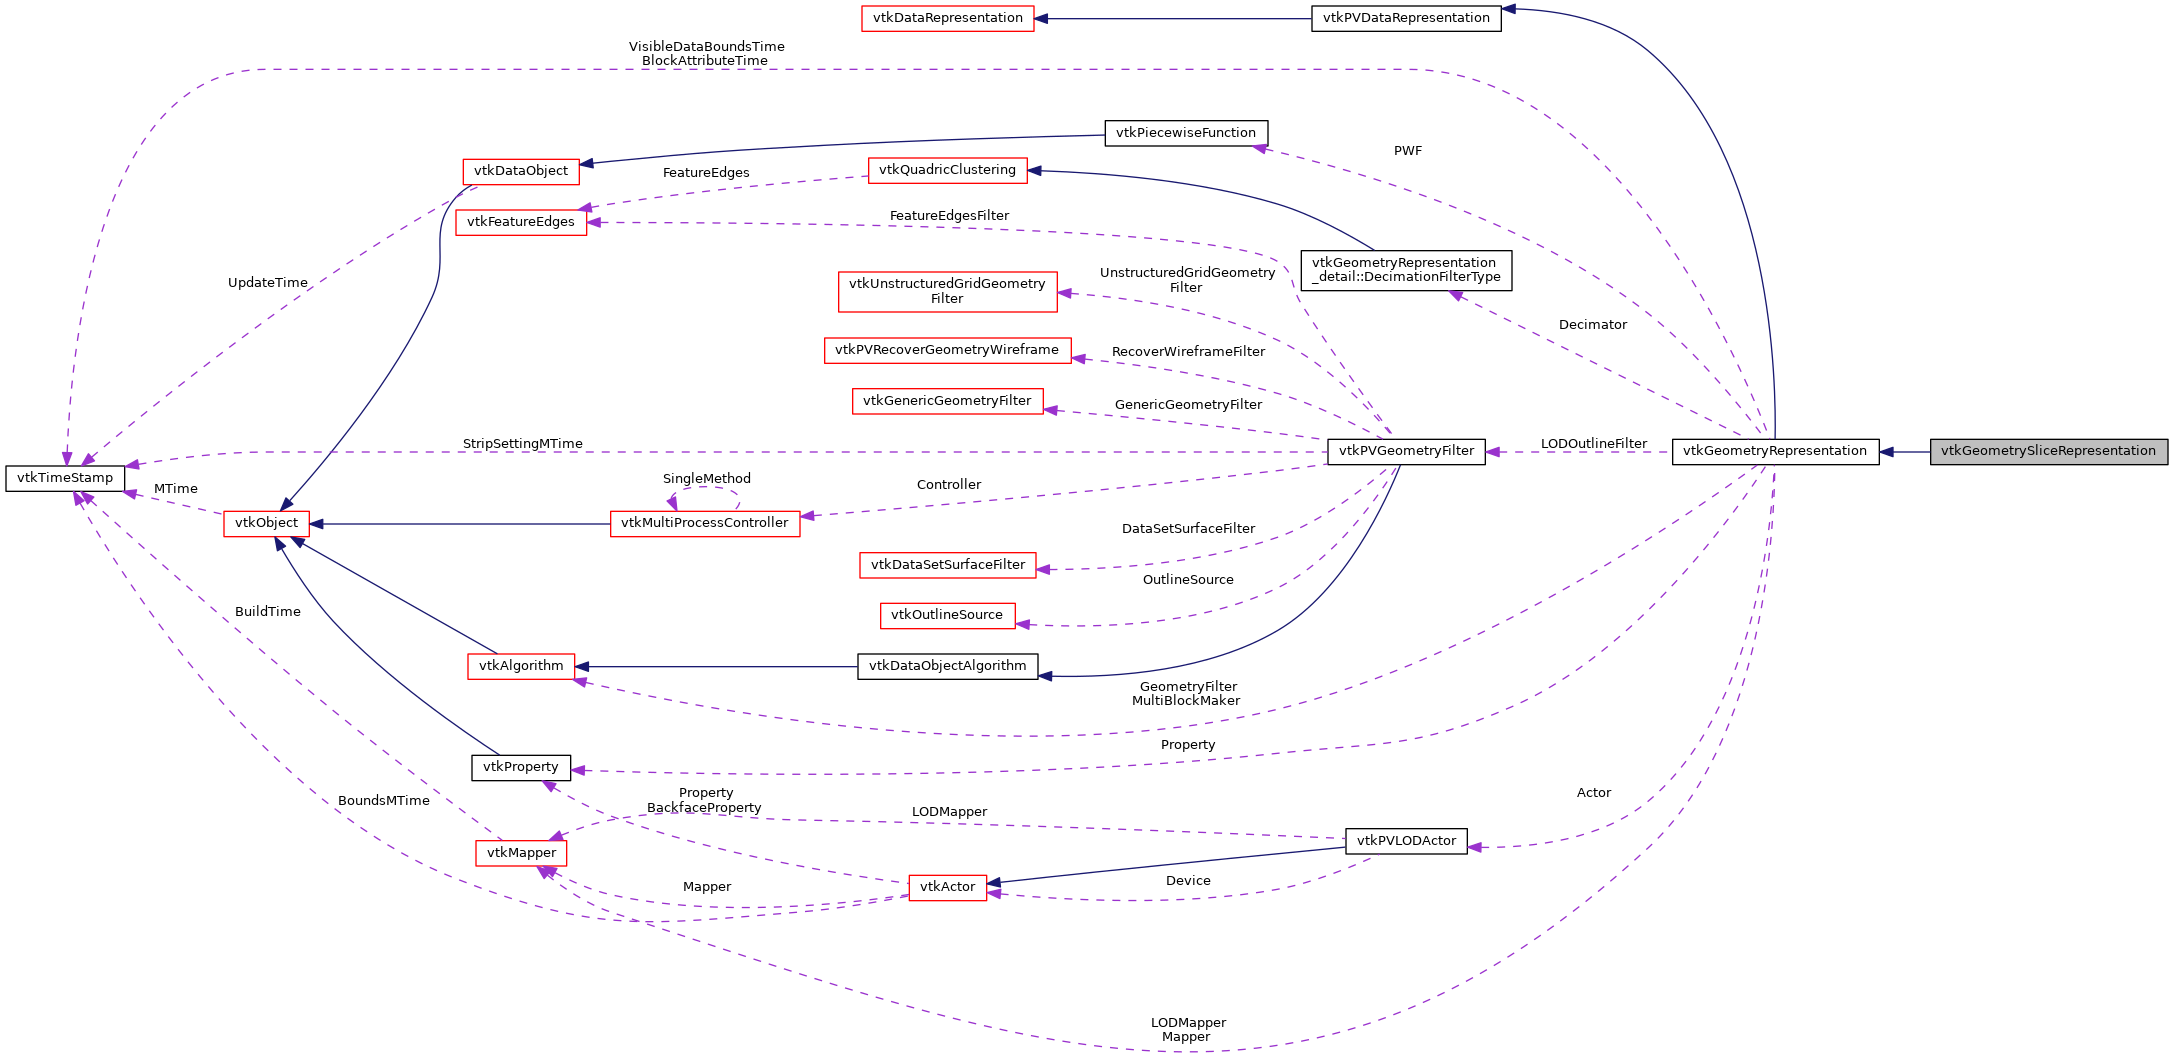 vtkDataRepresentation
vtkPVDataRepresentation
VisibleDataBoundsTime
BlockAttributeTime
vtkPiecewiseFunction
PWF
vtkDataObject
vtkQuadricClustering
FeatureEdges
vtkFeatureEdges
FeatureEdgesFilter
vtkGeometryRepresentation
_detail::DecimationFilterType
UnstructuredGridGeometry
Filter
vtkUnstructuredGridGeometry
Filter
UpdateTime
Decimator
vtkPVRecoverGeometryWireframe
RecoverWireframeFilter
vtkGenericGeometryFilter
GenericGeometryFilter
StripSettingMTime
LODOutlineFilter
vtkPVGeometryFilter
vtkGeometryRepresentation
vtkGeometrySliceRepresentation
vtkTimeStamp
MTime
SingleMethod
Controller
vtkObject
vtkMultiProcessController
DataSetSurfaceFilter
vtkDataSetSurfaceFilter
OutlineSource
vtkOutlineSource
BuildTime
vtkAlgorithm
vtkDataObjectAlgorithm
GeometryFilter
MultiBlockMaker
Property
vtkProperty
BoundsMTime
Property
BackfaceProperty
LODMapper
Actor
vtkPVLODActor
vtkMapper
Mapper
vtkActor
Device
LODMapper
Mapper